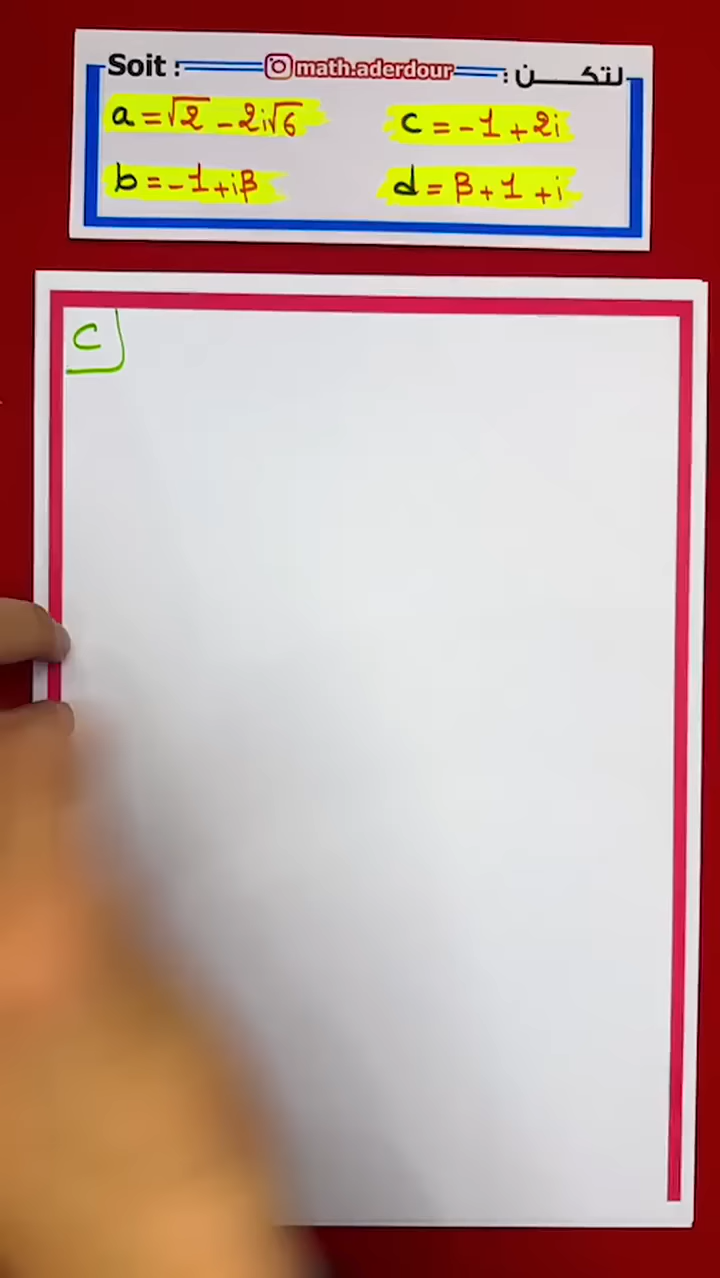 Soit : math.aderdour : لتكن
a = √2 - 2i√6
c = -1 + 2i
b = -1 + iβ
d = β + 1 + i
C